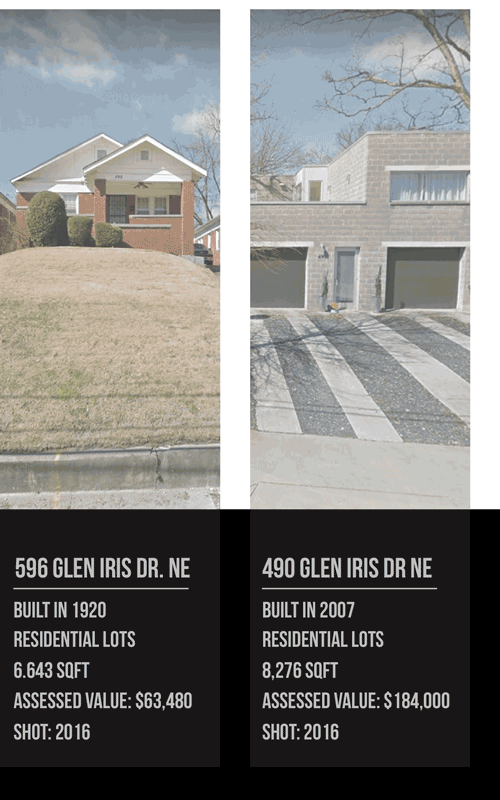 596 GLEN IRIS DR. NE
BUILT IN 1920
RESIDENTIAL LOTS
6.643 SQFT
ASSESSED VALUE: $63,480
SHOT: 2016
490 GLEN IRIS DR NE
BUILT IN 2007
RESIDENTIAL LOTS
8,276 SQFT
ASSESSED VALUE: $184,000
SHOT: 2016